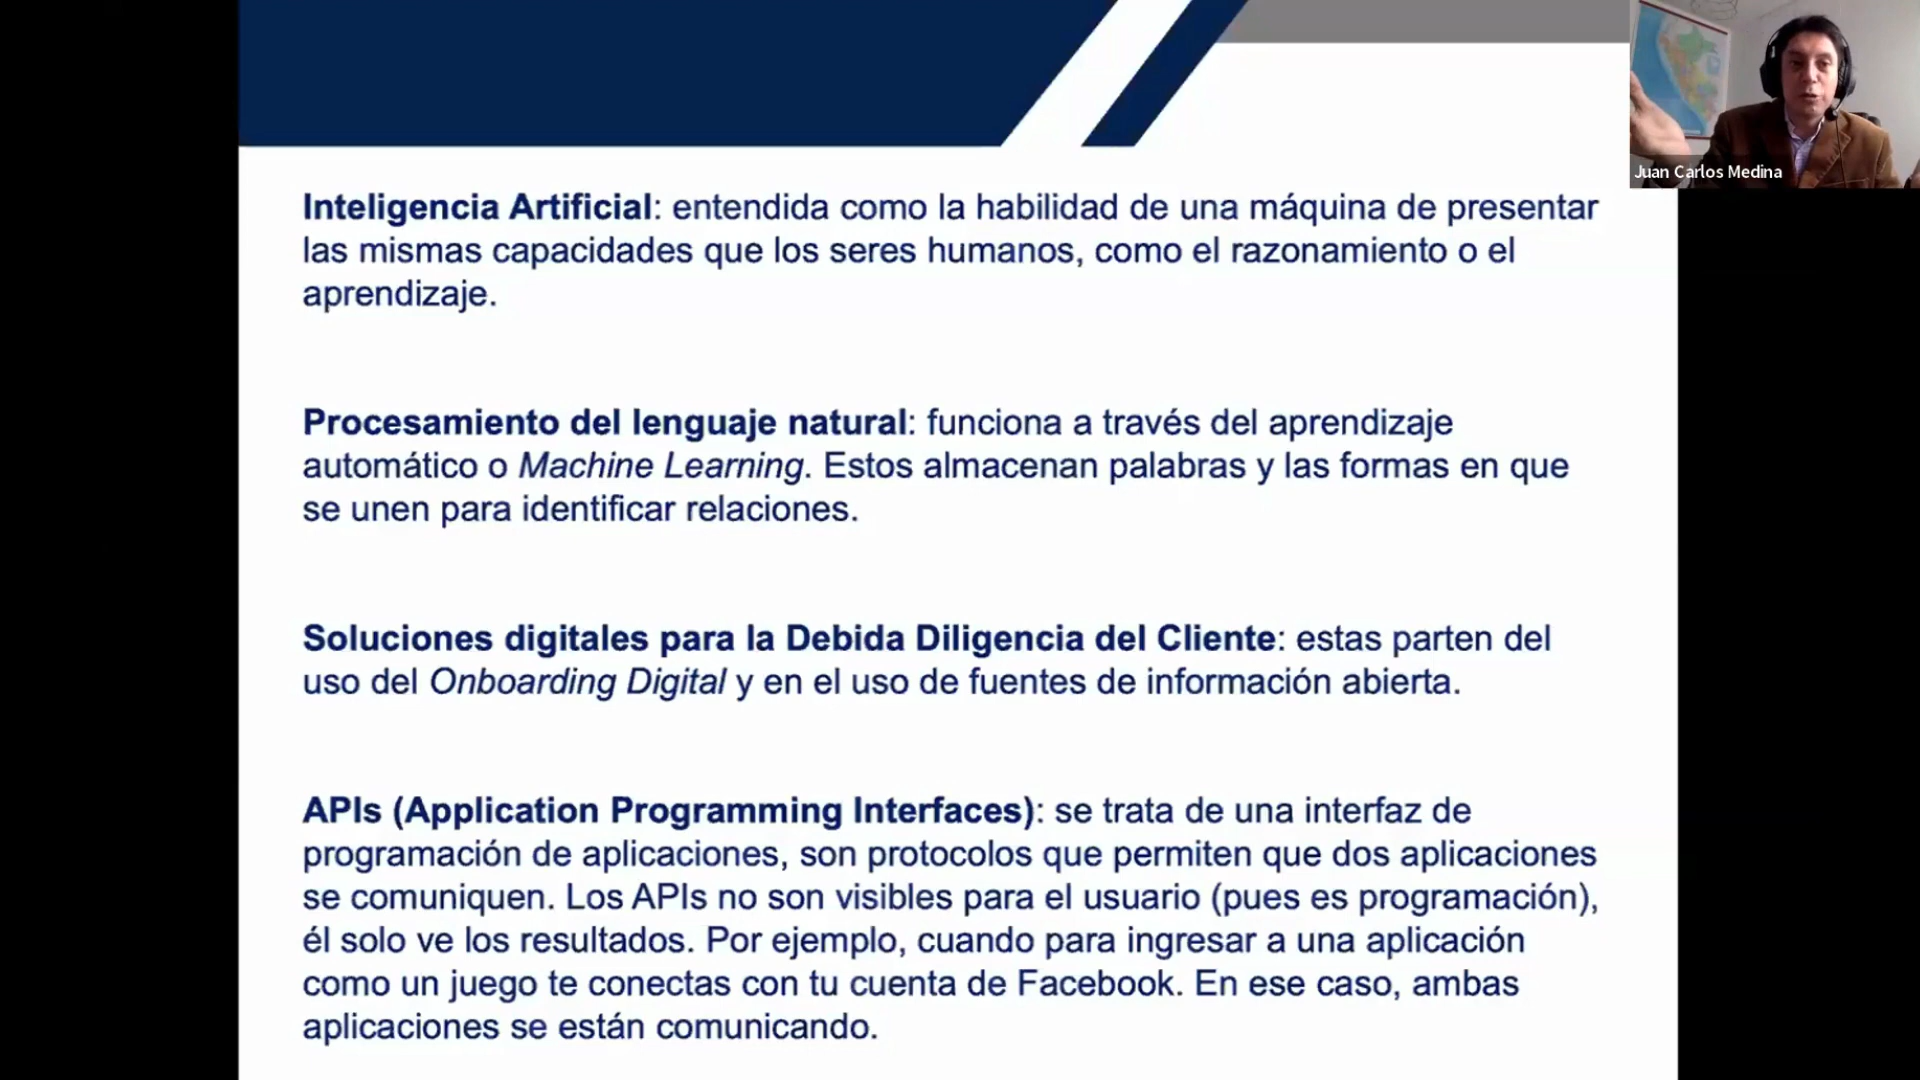 Inteligencia Artificial: entendida como la habilidad de una máquina de presentar
las mismas capacidades que los seres humanos, como el razonamiento o el
aprendizaje.
Procesamiento del lenguaje natural: funciona a través del aprendizaje
automático o Machine Learning. Estos almacenan palabras y las formas en que
se unen para identificar relaciones.
Soluciones digitales para la Debida Diligencia del Cliente: estas parten del
uso del Onboarding Digital y en el uso de fuentes de información abierta.
APIs (Application Programming Interfaces): se trata de una interfaz de
programación de aplicaciones, son protocolos que permiten que dos aplicaciones
se comuniquen. Los APIs no son visibles para el usuario (pues es programación),
él solo ve los resultados. Por ejemplo, cuando para ingresar a una aplicación
como un juego te conectas con tu cuenta de Facebook. En ese caso, ambas
aplicaciones se están comunicando.
Juan Carlos Medina